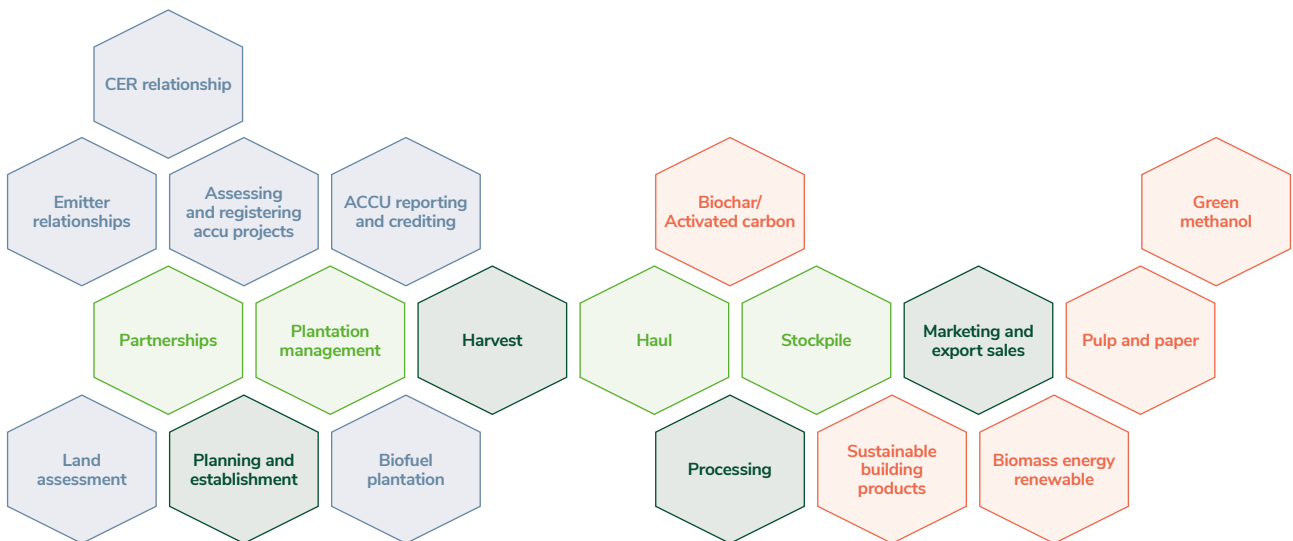 CER relationship
Emitter
relationships
Assessing
and registering
accu projects
ACCU reporting
and crediting
Biochar/
Activated carbon
Green
methanol
Partnerships
Plantation
management
Harvest
Haul
Stockpile
Marketing and
export sales
Pulp and paper
Land
assessment
Planning and
establishment
Biofuel
plantation
Processing
Sustainable
building
products
Biomass energy
renewable